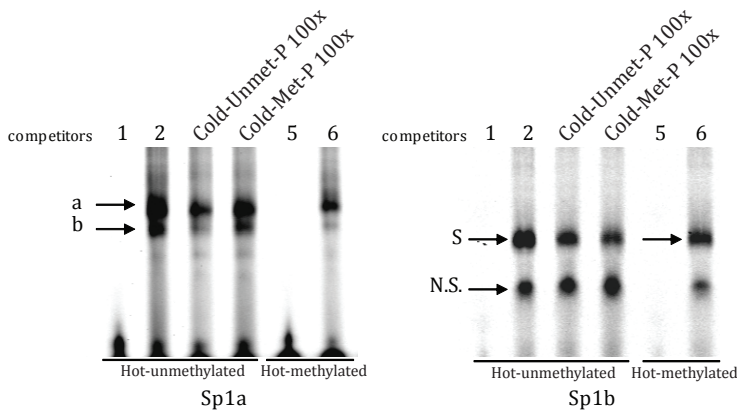 Cold-Unmet-P 100x
Cold-Met-P 100x
Cold-Unmet-P 100x
Cold-Met-P 100x
competitors 1 2 5 6
competitors 1 2 5 6
a
b
S
N.S.
Hot-unmethylated Hot-methylated
Hot-unmethylated Hot-methylated
Sp1a
Sp1b